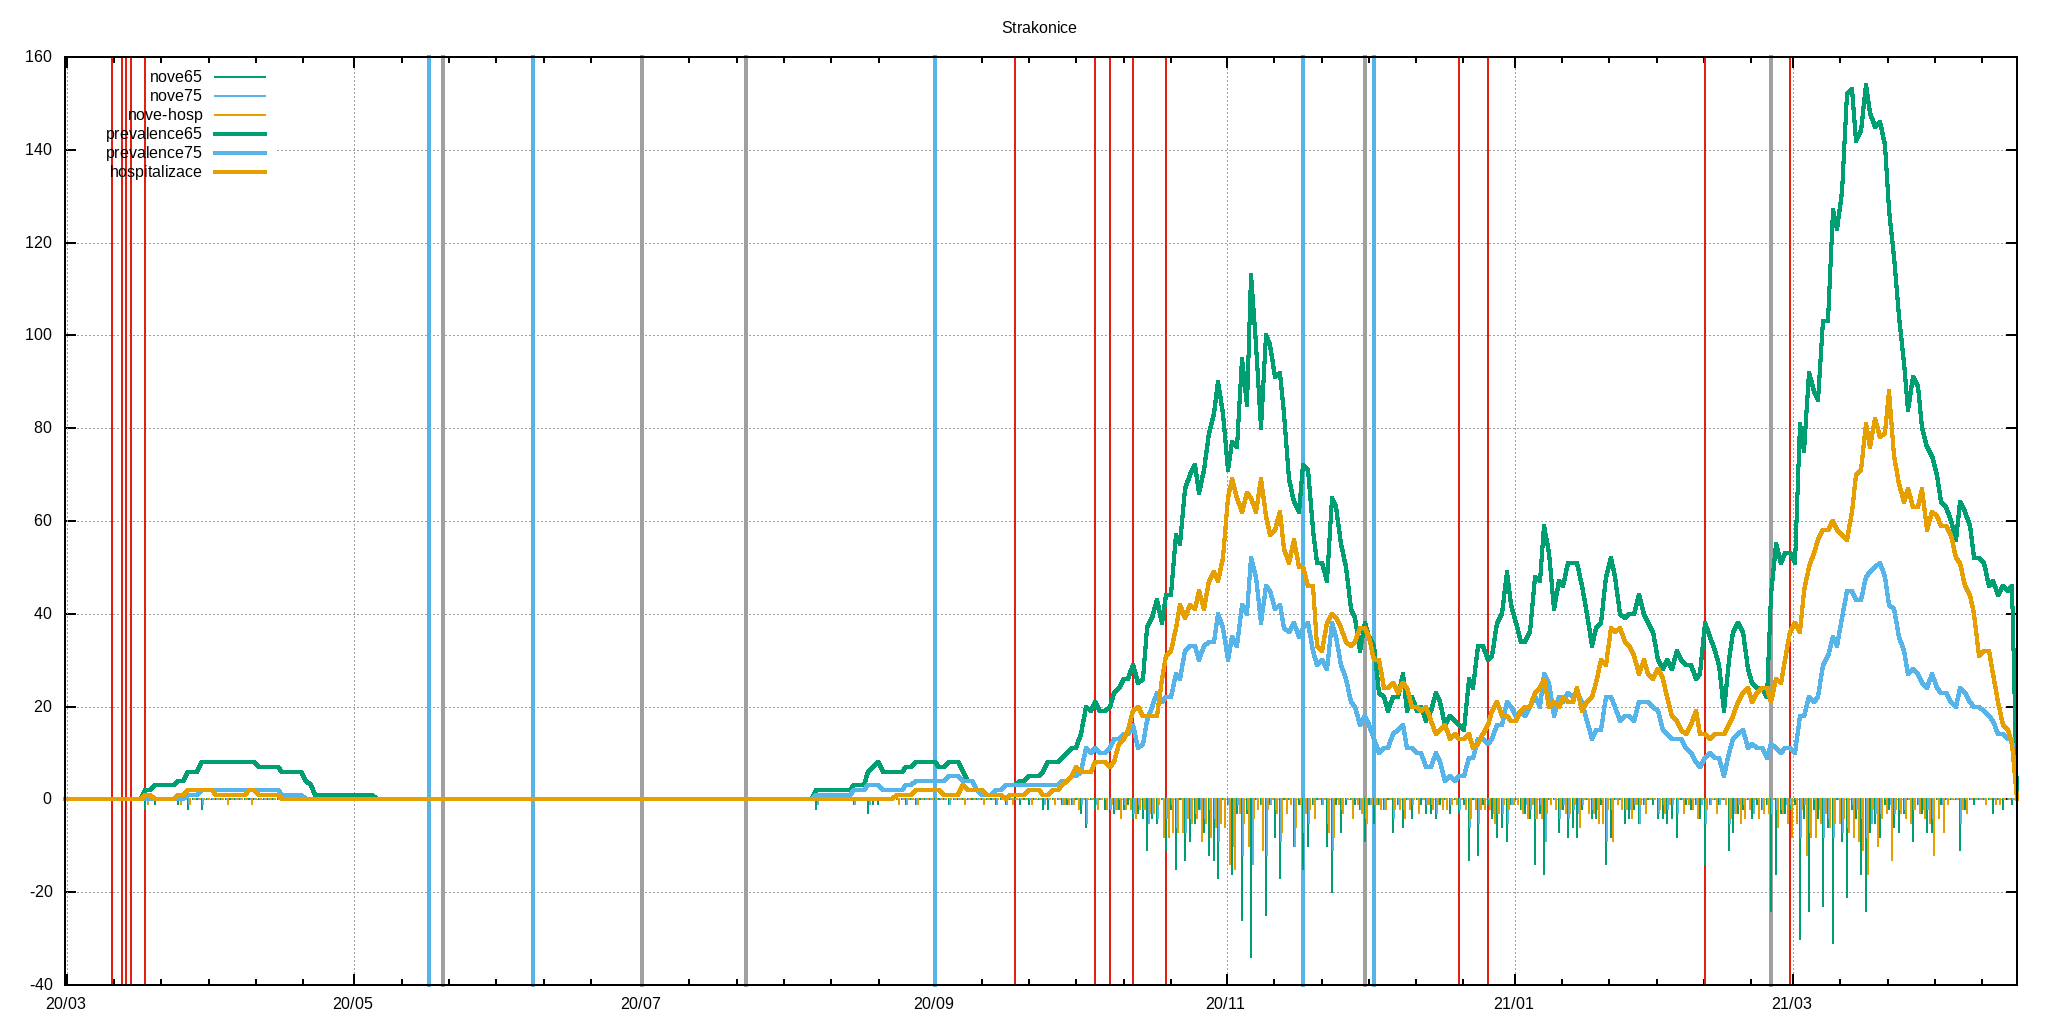 Strakonice
160
140
120
100
80
60
40
20
0
-20
-40
nove65
nove75
nove-hosp
prevalence65
prevalence75
hospitalizace
20/03 20/05 20/07 20/09 20/11 21/01 21/03